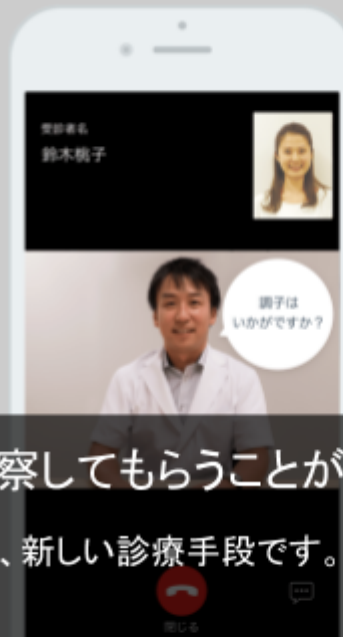 受診者名
鈴木桃子
調子は
いかがですか？
察してもらうことが
、新しい診療手段です。
閉じる